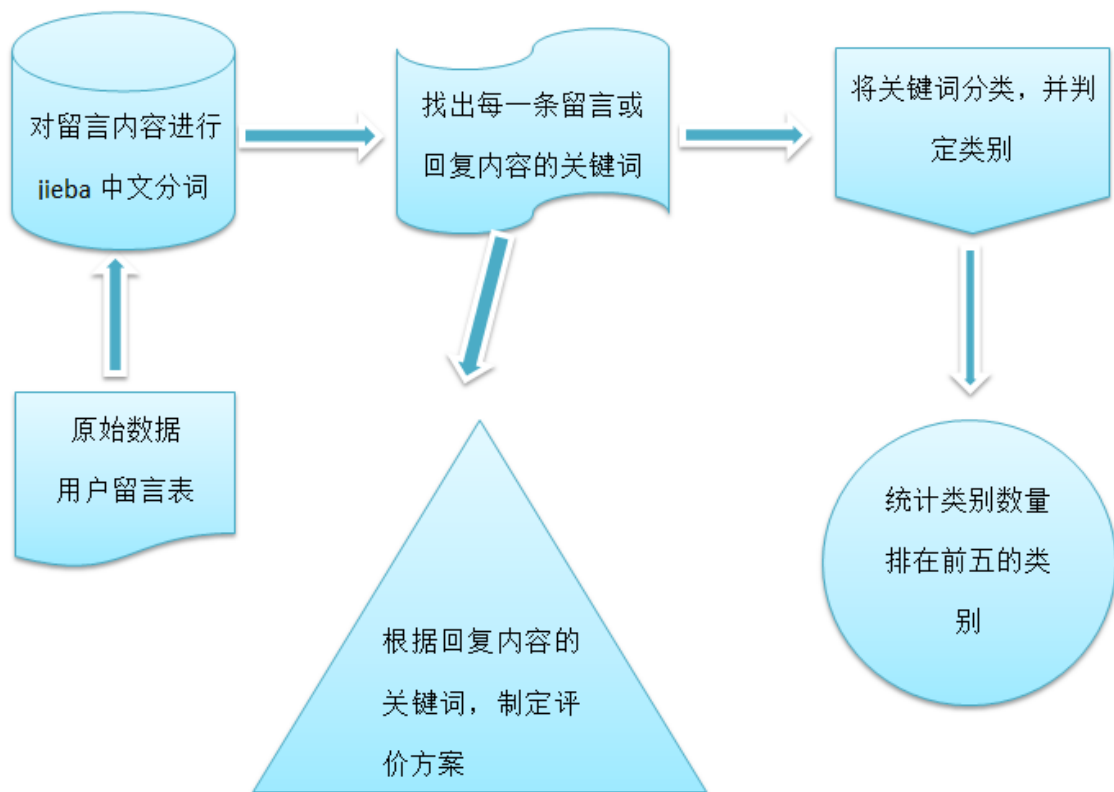 对留言内容进行
jieba 中文分词
找出每一条留言或
回复内容的关键词
将关键词分类，并判
定类别
原始数据
用户留言表
根据回复内容的
关键词，制定评
价方案
统计类别数量
排在前五的类
别